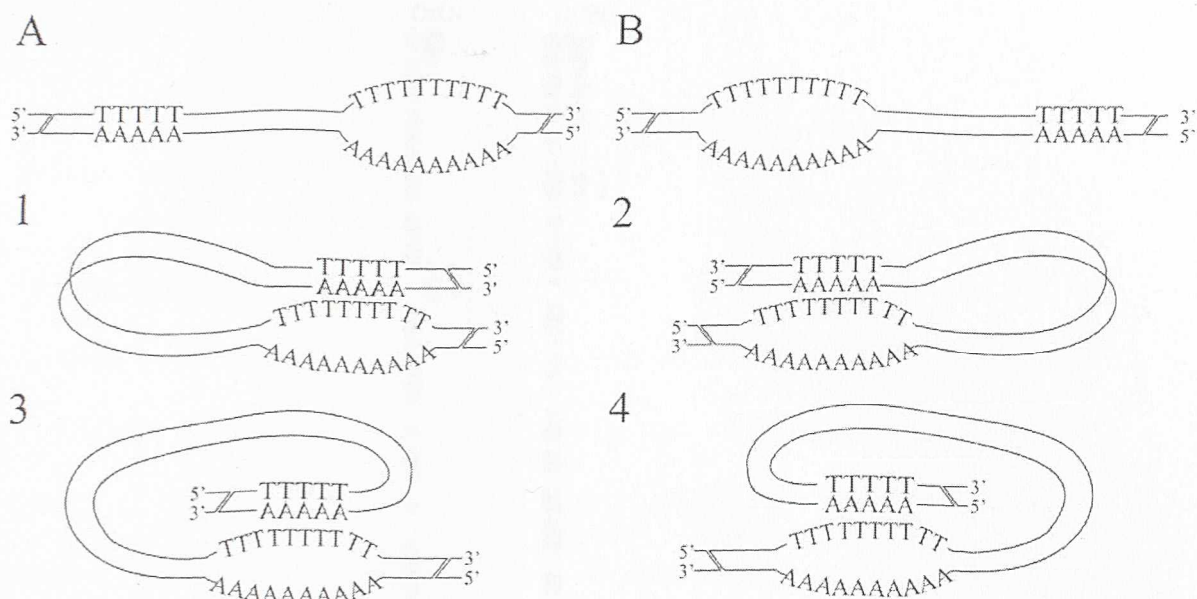 A
5' TTTTT TTTTTTTTTT 3'
3' AAAAA AAAAAAAAAA 5'
B
5' TTTTTTTTTT TTTTT 3'
3' AAAAAAAAAA AAAAA 5'
1
TTTTT 5'
AAAAA 3'
TTTTTTTTTT 3'
AAAAAAAAAA 5'
2
3' TTTTT
5' AAAAA
5' TTTTTTTTTT
3' AAAAAAAAAA
3
5' TTTTT
3' AAAAA
TTTTTTTTTT 3'
AAAAAAAAAA 5'
4
TTTTT 3'
AAAAA 5'
5' TTTTTTTTTT
3' AAAAAAAAAA